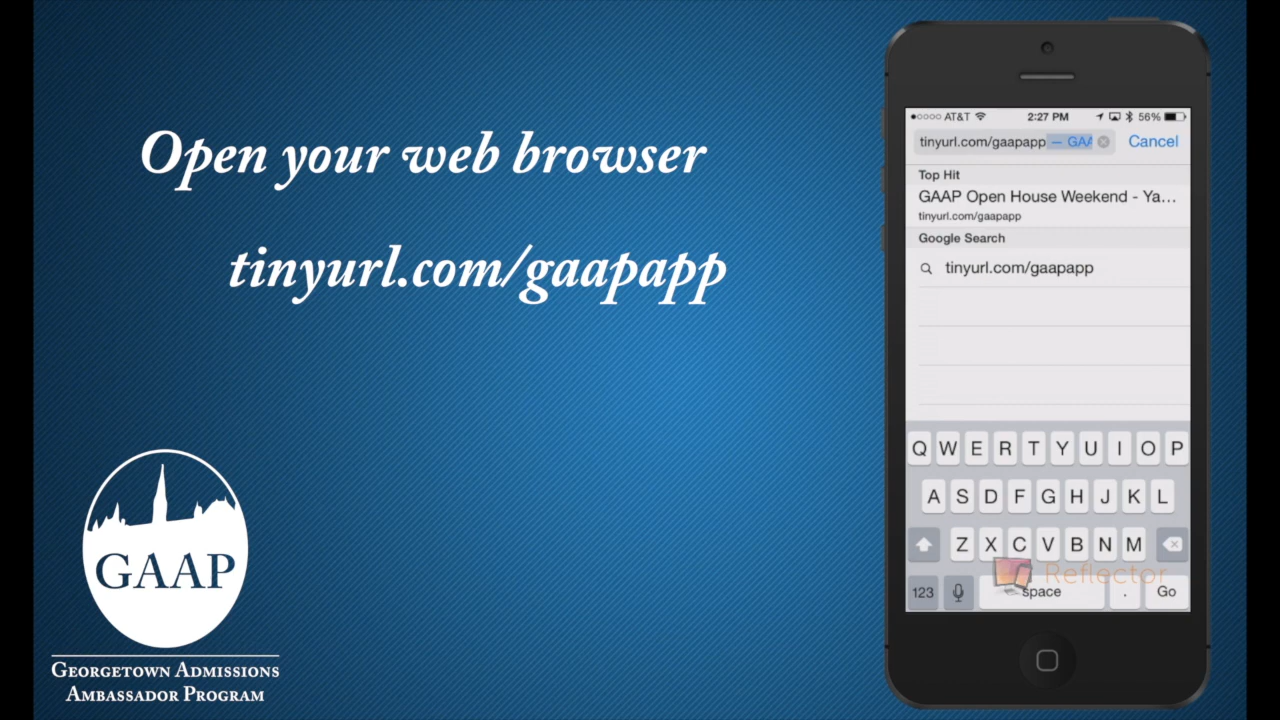 Open your web browser
tinyurl.com/gaapapp
GAAP
Georgetown Admissions
Ambassador Program
AT&T 2:27 PM 56%
tinyurl.com/gaapapp — GAA Cancel
Top Hit
GAAP Open House Weekend - Ya...
tinyurl.com/gaapapp
Google Search
tinyurl.com/gaapapp
Q W E R T Y U I O P
A S D F G H J K L
Z X C V B N M
Reflector
123 space . Go